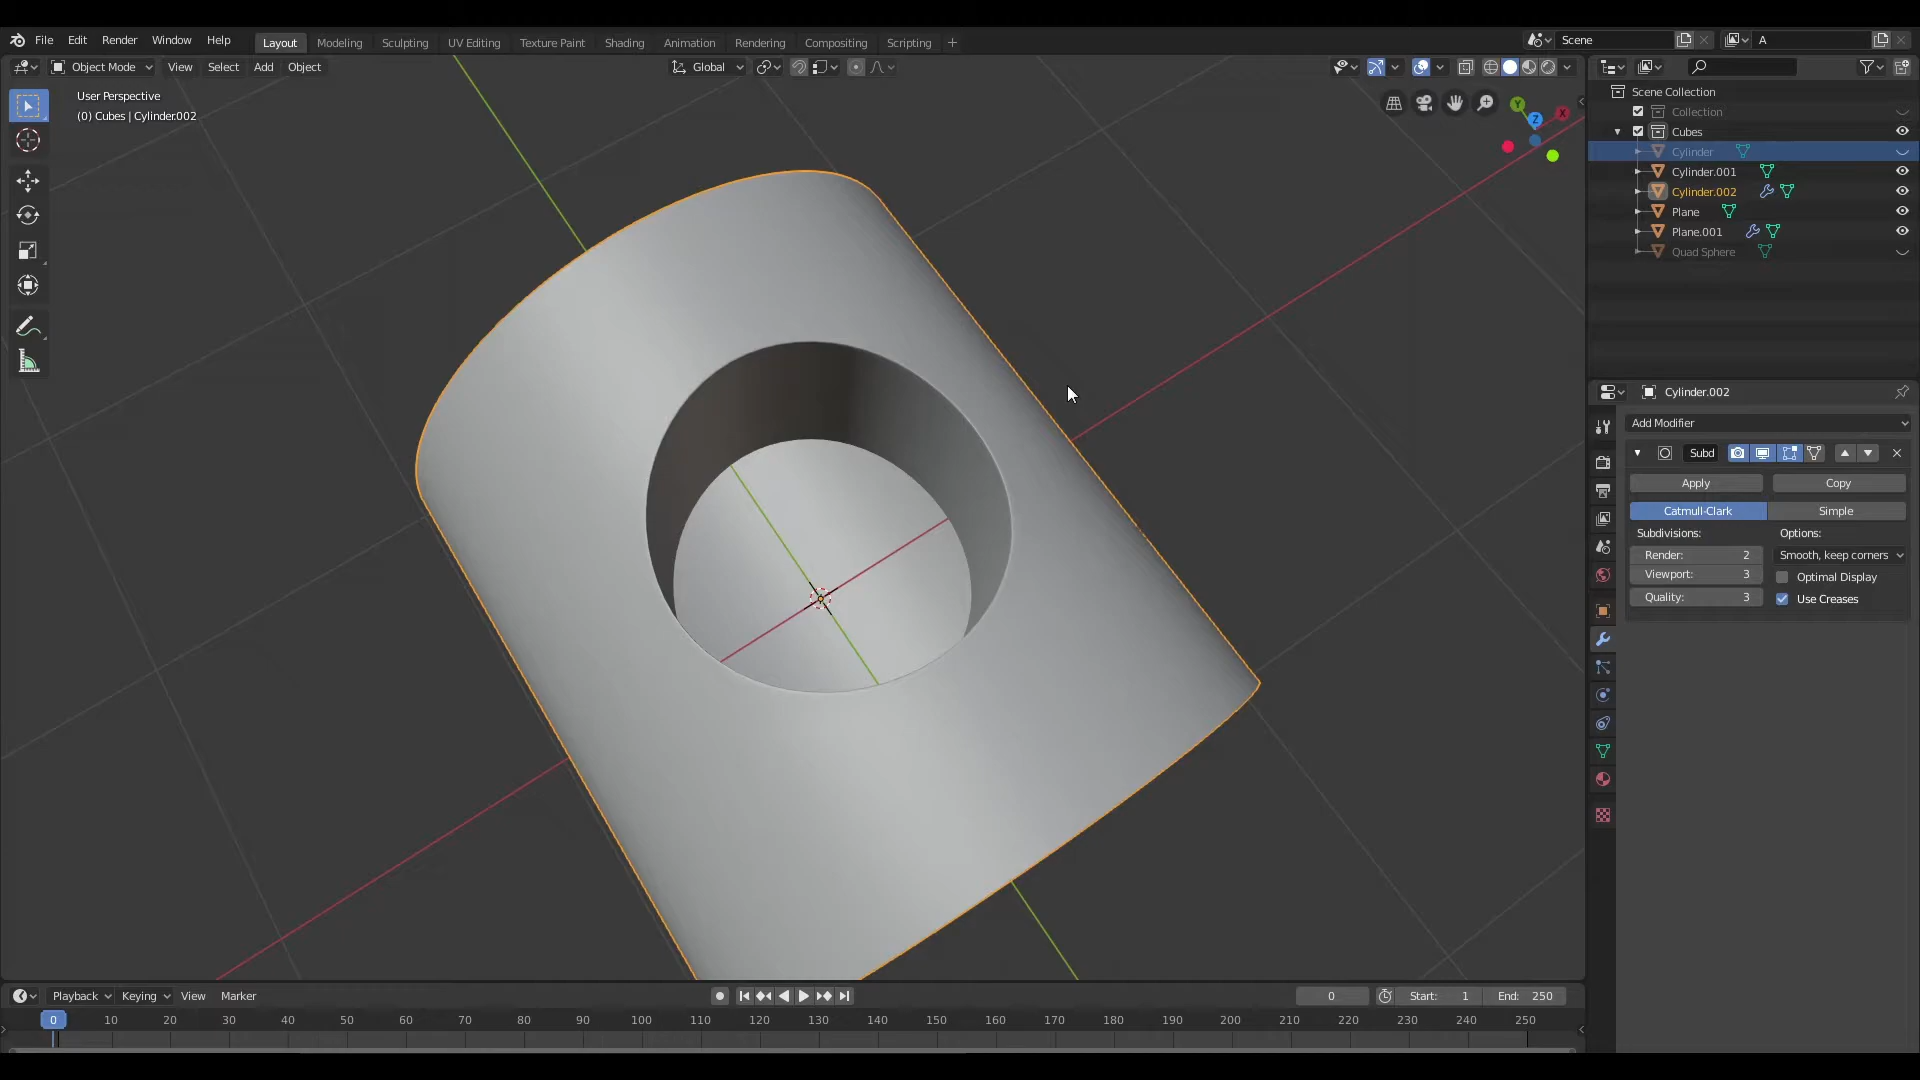 File Edit Render Window Help Layout Modeling Sculpting UV Editing Texture Paint Shading Animation Rendering Compositing Scripting + Scene A
Object Mode View Select Add Object Global
User Perspective
(0) Cubes | Cylinder.002
Y
X
Z
Scene Collection
Collection
Cubes
Cylinder
Cylinder.001
Cylinder.002
Plane
Plane.001
Quad Sphere
Cylinder.002
Add Modifier
Subd
Apply Copy
Catmull-Clark Simple
Subdivisions: Options:
Render: 2 Smooth, keep corners
Viewport: 3 Optimal Display
Quality: 3 Use Creases
Playback Keying View Marker 0 Start: 1 End: 250
0 10 20 30 40 50 60 70 80 90 100 110 120 130 140 150 160 170 180 190 200 210 220 230 240 250